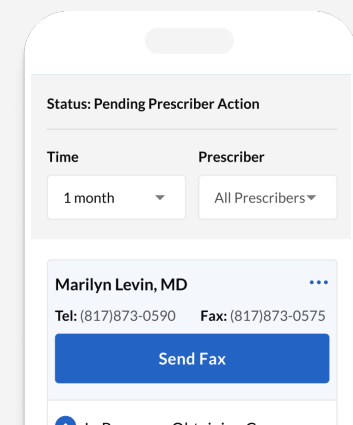 Status: Pending Prescriber Action
Time Prescriber
1 month All Prescribers
Marilyn Levin, MD
Tel: (817)873-0590 Fax: (817)873-0575
Send Fax